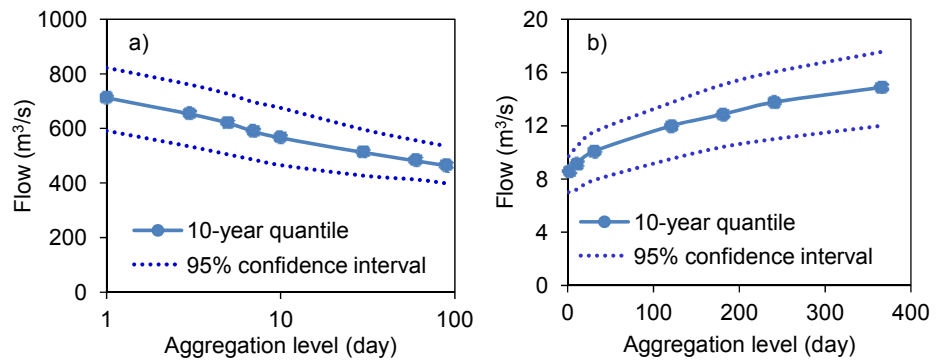 a)
1000
800
600
400
200
0
Flow (m³/s)
10-year quantile
95% confidence interval
1
10
100
Aggregation level (day)
b)
20
16
12
8
4
0
Flow (m³/s)
10-year quantile
95% confidence interval
0
100
200
300
400
Aggregation level (day)